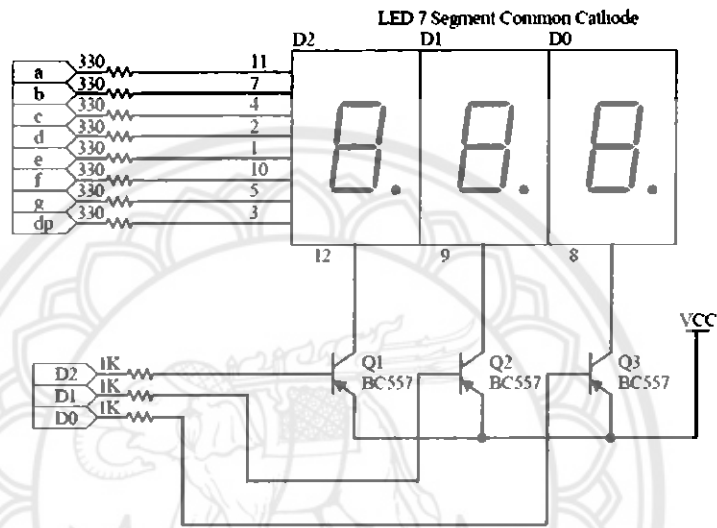 LED 7 Segment Common Cathode
D2 D1 D0
a 330 11
b 330 7
c 330 4
d 330 2
e 330 1
f 330 10
g 330 5
dp 330 3
12 9 8
VCC
D2 1K
D1 1K
D0 1K
Q1 Q2 Q3
BC557 BC557 BC557